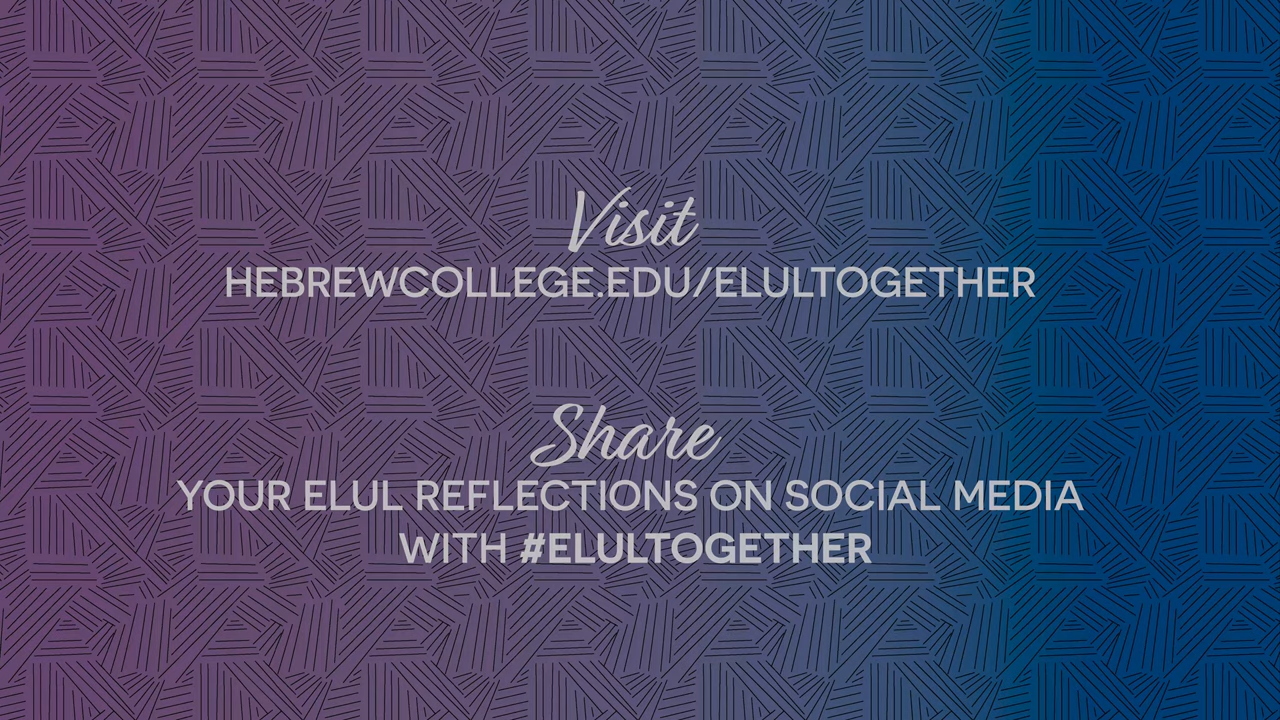 Visit
HEBREWCOLLEGE.EDU/ELULTOGETHER
Share
YOUR ELUL REFLECTIONS ON SOCIAL MEDIA
WITH #ELULTOGETHER